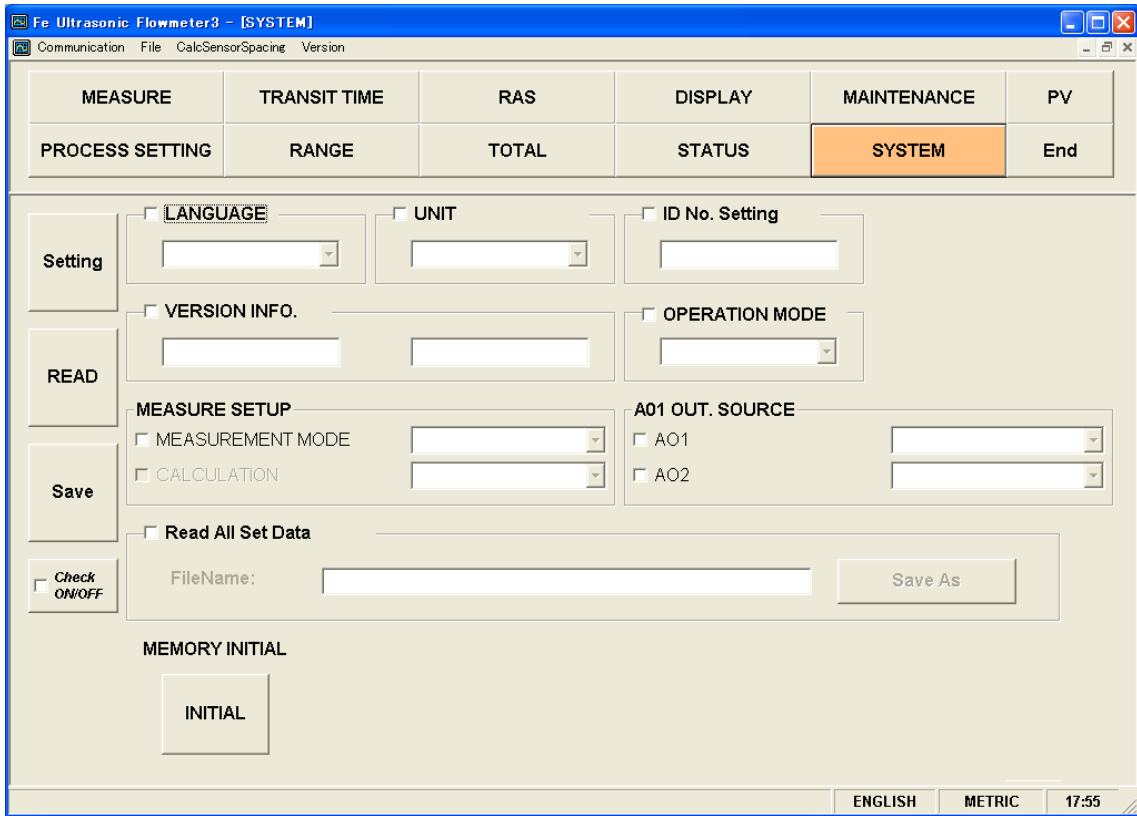 Fe Ultrasonic Flowmeter3 - [SYSTEM]
Communication File CalcSensorSpacing Version
MEASURE TRANSIT TIME RAS DISPLAY MAINTENANCE PV
PROCESS SETTING RANGE TOTAL STATUS SYSTEM End
LANGUAGE UNIT ID No. Setting
Setting
VERSION INFO. OPERATION MODE
READ
MEASURE SETUP A01 OUT. SOURCE
MEASUREMENT MODE AO1
CALCULATION AO2
Save
Read All Set Data
Check
ON/OFF
FileName: Save As
MEMORY INITIAL
INITIAL
ENGLISH METRIC 17:55